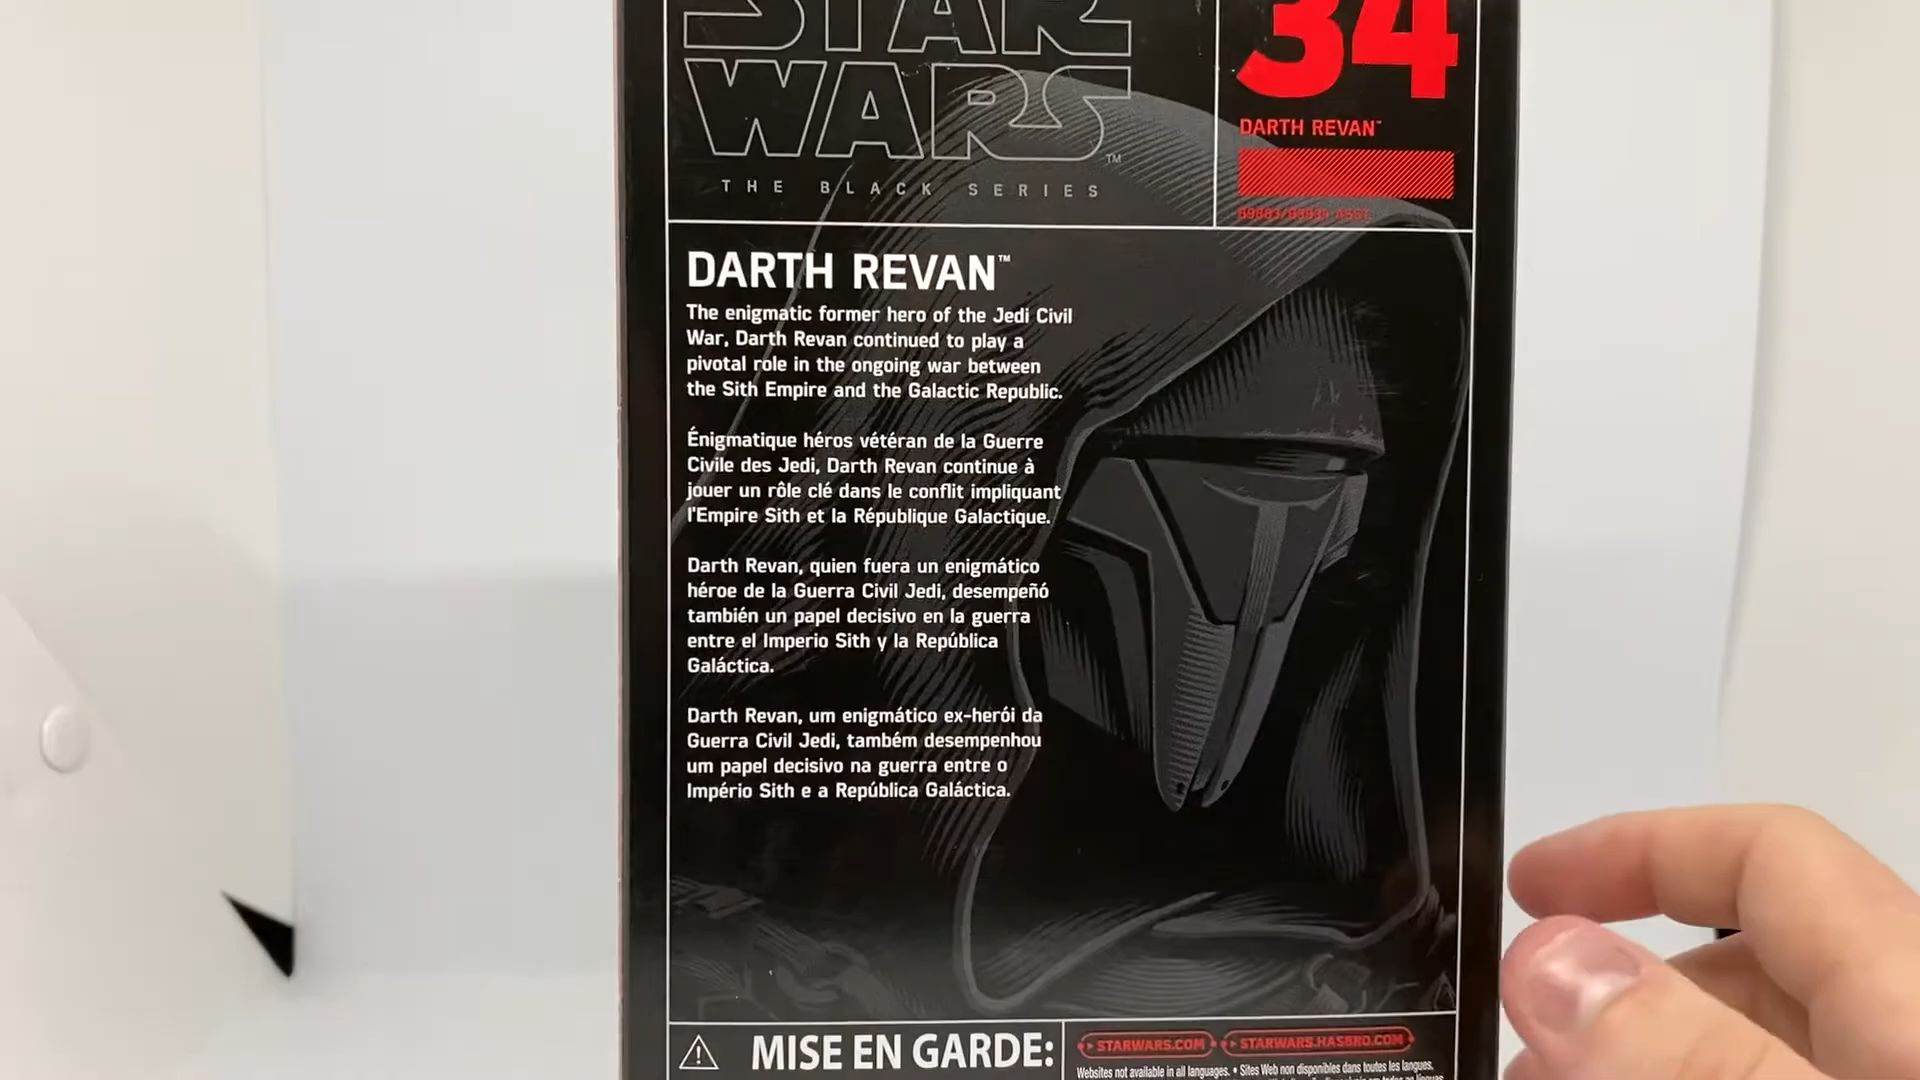 STAR
WARS™
THE BLACK SERIES
34
DARTH REVAN™
DARTH REVAN™
The enigmatic former hero of the Jedi Civil
War, Darth Revan continued to play a
pivotal role in the ongoing war between
the Sith Empire and the Galactic Republic.
Énigmatique héros vétéran de la Guerre
Civile des Jedi, Darth Revan continue à
jouer un rôle clé dans le conflit impliquant
l'Empire Sith et la République Galactique.
Darth Revan, quien fuera un enigmático
héroe de la Guerra Civil Jedi, desempeñó
también un papel decisivo en la guerra
entre el Imperio Sith y la República
Galáctica.
Darth Revan, um enigmático ex-herói da
Guerra Civil Jedi, também desempenhou
um papel decisivo na guerra entre o
Império Sith e a República Galáctica.
MISE EN GARDE:
STARWARS.COM STARWARS.HASBRO.COM
Websites not available in all languages. • Sites Web non disponibles dans toutes les langues.